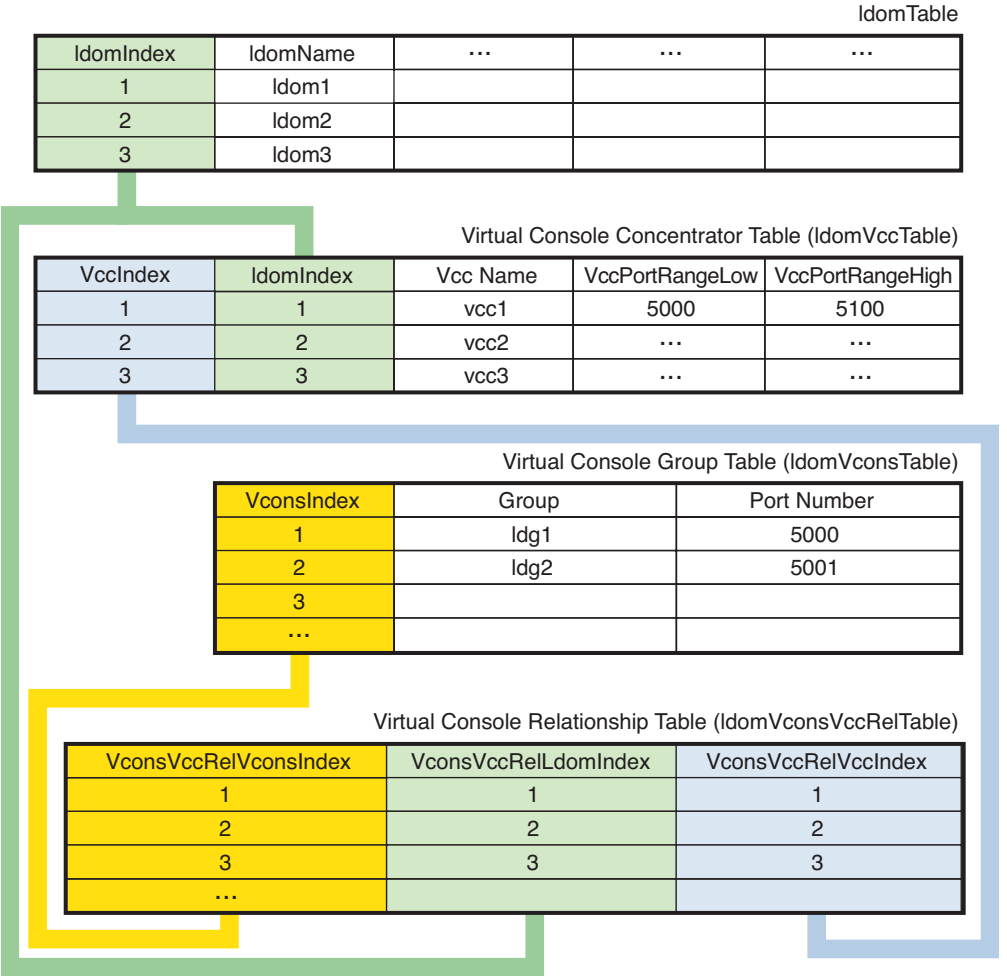 ldomTable
ldomIndex ldomName ... ... ...
1 ldom1
2 ldom2
3 ldom3
Virtual Console Concentrator Table (ldomVccTable)
VccIndex ldomIndex Vcc Name VccPortRangeLow VccPortRangeHigh
1 1 vcc1 5000 5100
2 2 vcc2 ... ...
3 3 vcc3 ... ...
Virtual Console Group Table (ldomVconsTable)
VconsIndex Group Port Number
1 ldg1 5000
2 ldg2 5001
3
...
Virtual Console Relationship Table (ldomVconsVccRelTable)
VconsVccRelVconsIndex VconsVccRelLdomIndex VconsVccRelVccIndex
1 1 1
2 2 2
3 3 3
...